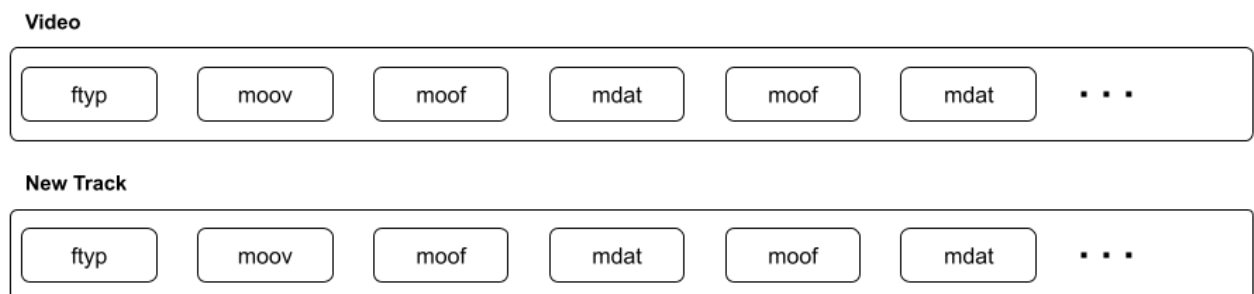 Video
ftyp moov moof mdat moof mdat . . .
New Track
ftyp moov moof mdat moof mdat . . .